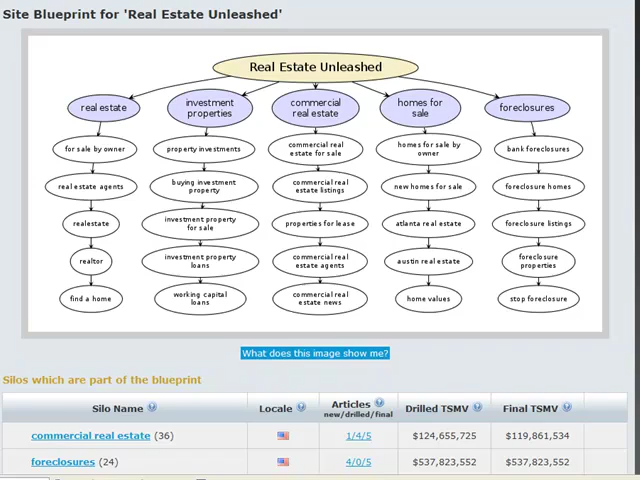 Site Blueprint for 'Real Estate Unleashed'
Real Estate Unleashed
real estate
investment
properties
commercial
real estate
homes for
sale
foreclosures
for sale by owner
property investments
commercial real
estate for sale
homes for sale by
owner
bank foreclosures
real estate agents
buying investment
property
commercial real
estate listings
new homes for sale
foreclosure homes
realestate
investment property
for sale
properties for lease
atlanta real estate
foreclosure listings
realtor
investment property
loans
commercial real
estate agents
austin real estate
foreclosure
properties
find a home
working capital
loans
commercial real
estate news
home values
stop foreclosure
What does this image show me?
Silos which are part of the blueprint
Silo Name ? Locale ? Articles ? new/drilled/final Drilled TSMV ? Final TSMV ?
commercial real estate (36) 1/4/5 $124,655,725 $119,861,534
foreclosures (24) 4/0/5 $537,823,552 $537,823,552